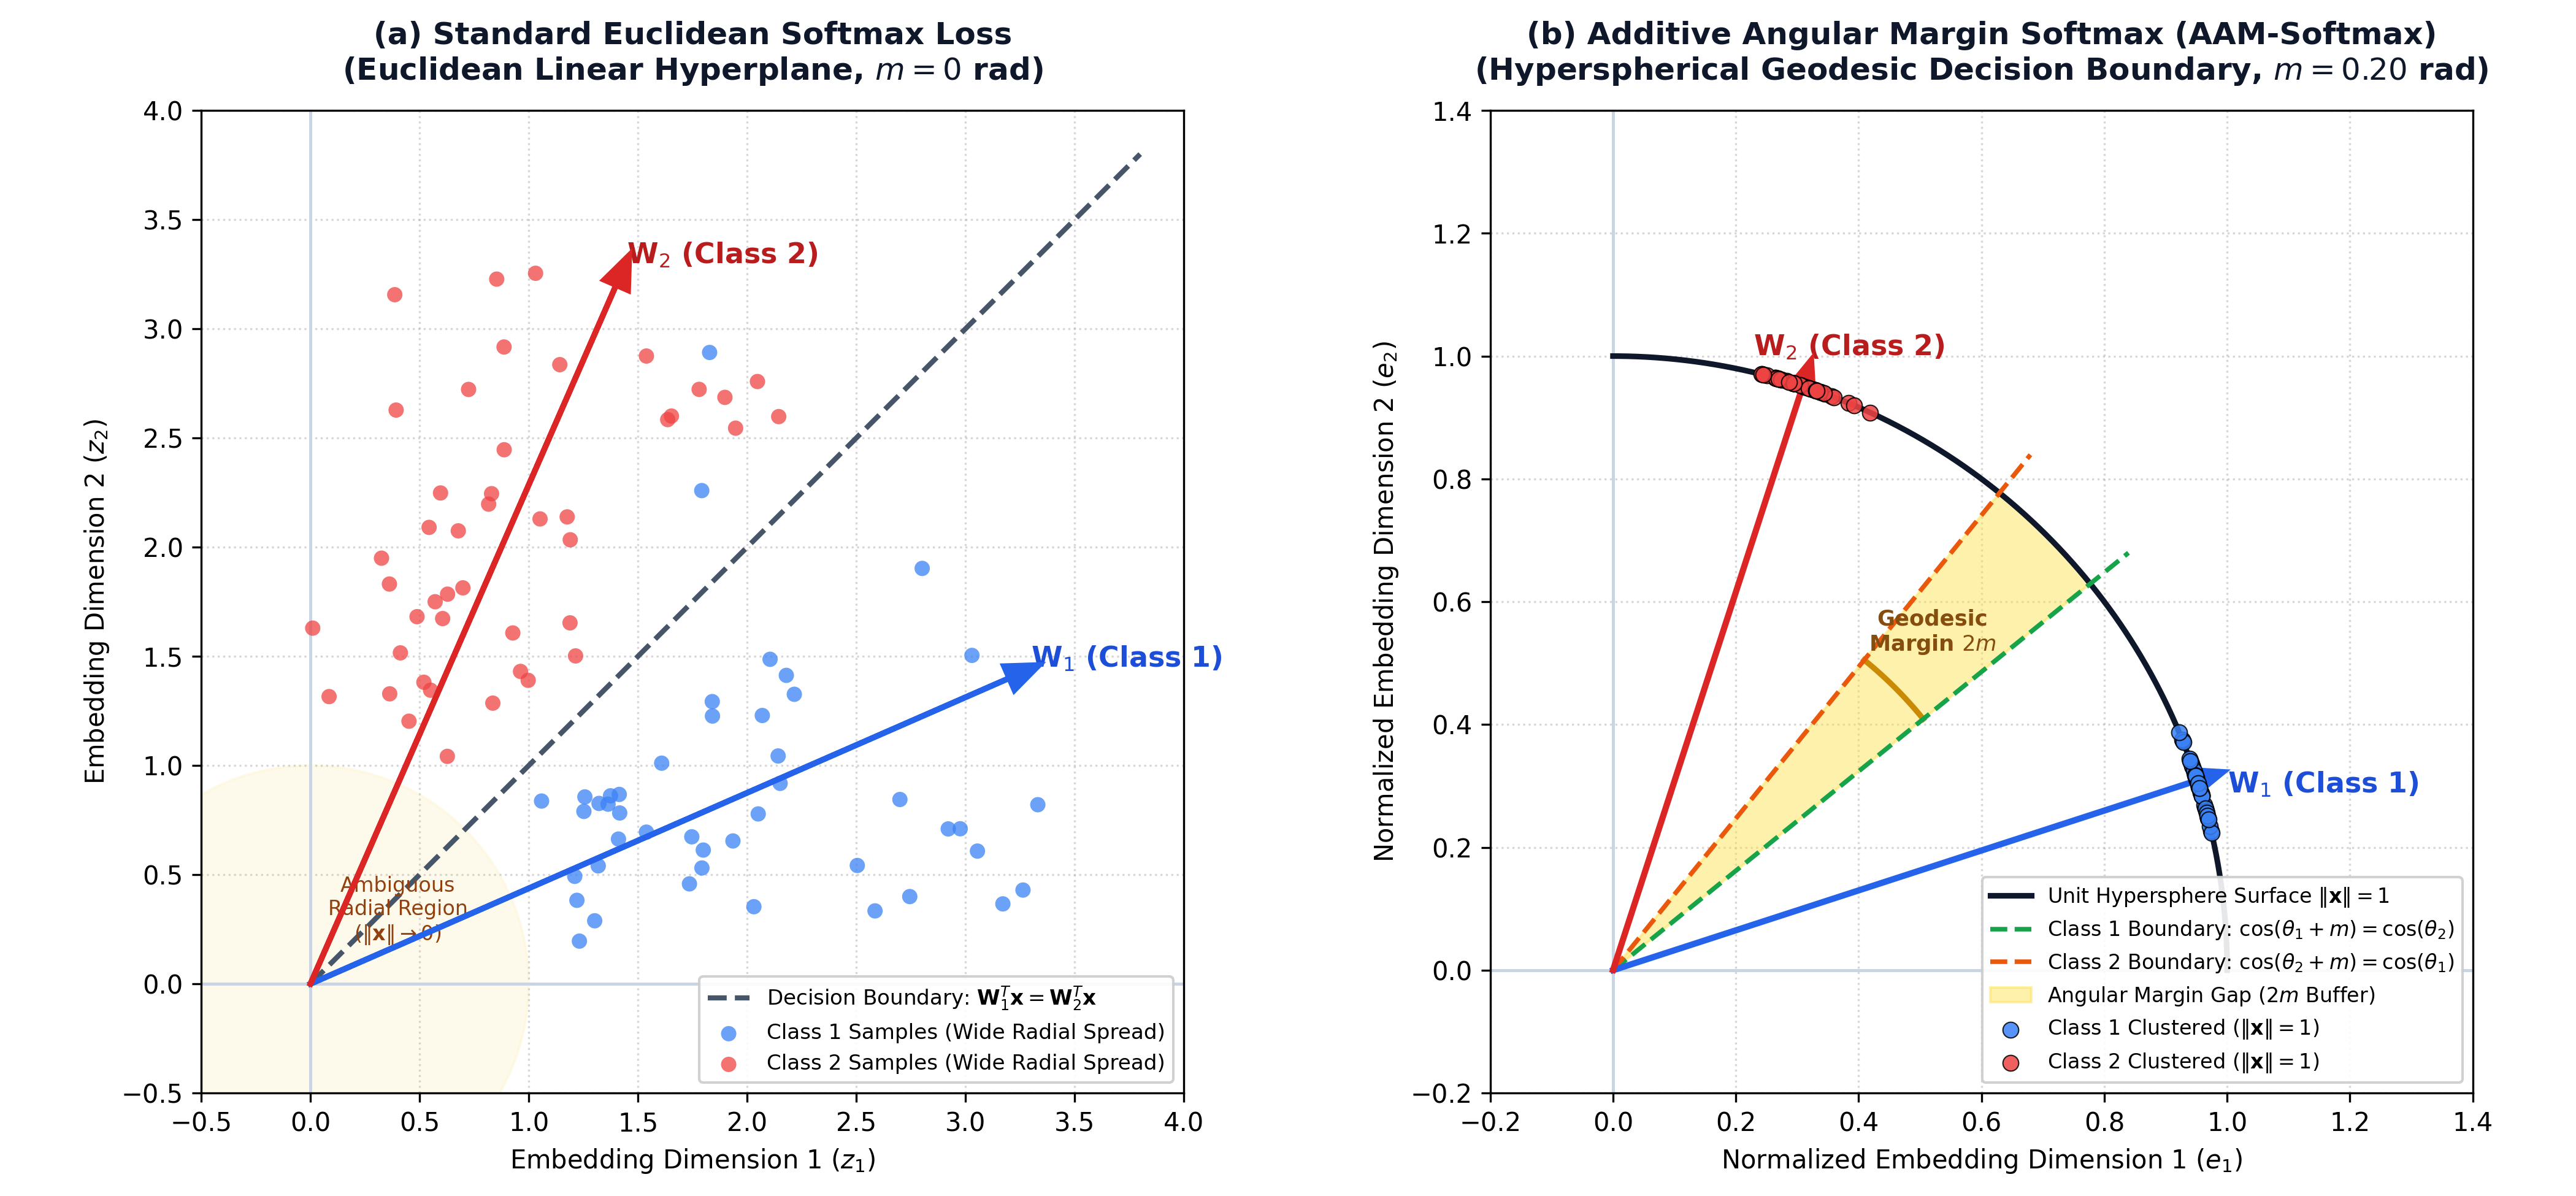 (a) Standard Euclidean Softmax Loss
(Euclidean Linear Hyperplane, m = 0 rad)
4.0
3.5
3.0
2.5
2.0
1.5
1.0
0.5
0.0
−0.5
−0.5
0.0
0.5
1.0
1.5
2.0
2.5
3.0
3.5
4.0
Embedding Dimension 2 (z₂)
Embedding Dimension 1 (z₁)
W₂ (Class 2)
W₁ (Class 1)
Ambiguous
Radial Region
(‖x‖ → 0)
Decision Boundary: W₁ᵀx = W₂ᵀx
Class 1 Samples (Wide Radial Spread)
Class 2 Samples (Wide Radial Spread)
(b) Additive Angular Margin Softmax (AAM-Softmax)
(Hyperspherical Geodesic Decision Boundary, m = 0.20 rad)
1.4
1.2
1.0
0.8
0.6
0.4
0.2
0.0
−0.2
−0.2
0.0
0.2
0.4
0.6
0.8
1.0
1.2
1.4
Normalized Embedding Dimension 2 (e₂)
Normalized Embedding Dimension 1 (e₁)
W₂ (Class 2)
Geodesic
Margin 2m
W₁ (Class 1)
Unit Hypersphere Surface ‖x‖ = 1
Class 1 Boundary: cos(θ₁ + m) = cos(θ₂)
Class 2 Boundary: cos(θ₂ + m) = cos(θ₁)
Angular Margin Gap (2m Buffer)
Class 1 Clustered (‖x‖ = 1)
Class 2 Clustered (‖x‖ = 1)